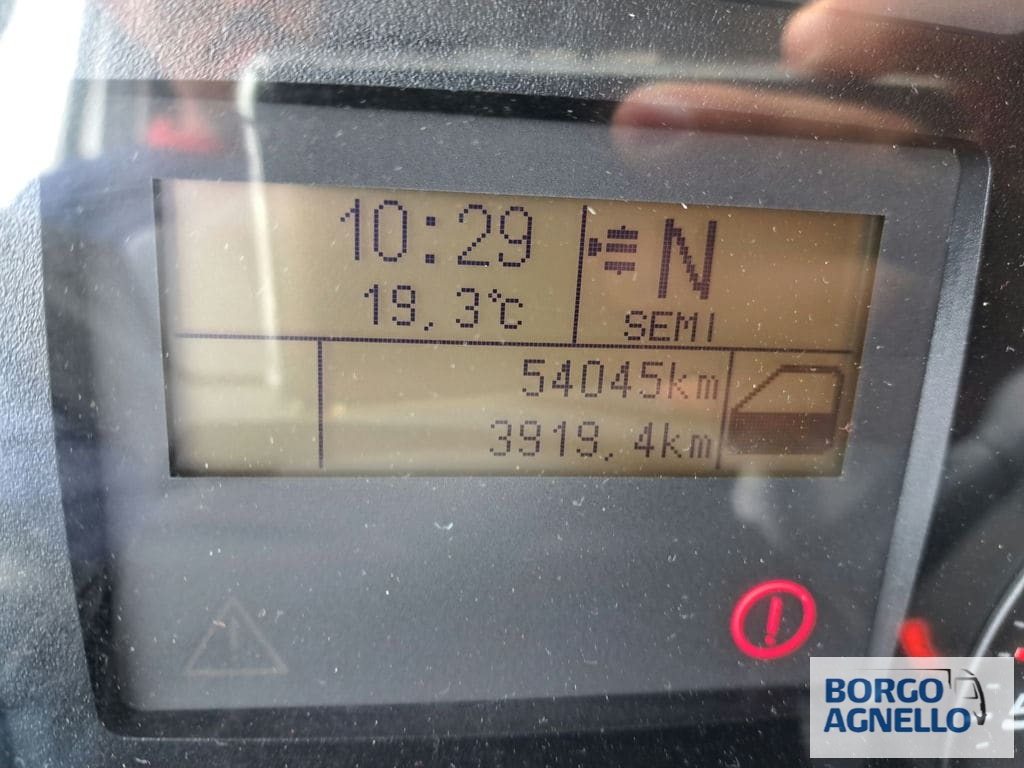 10:29
N
19,3°C
SEMI
54045km
3919,4km
BORGO
AGNELLO